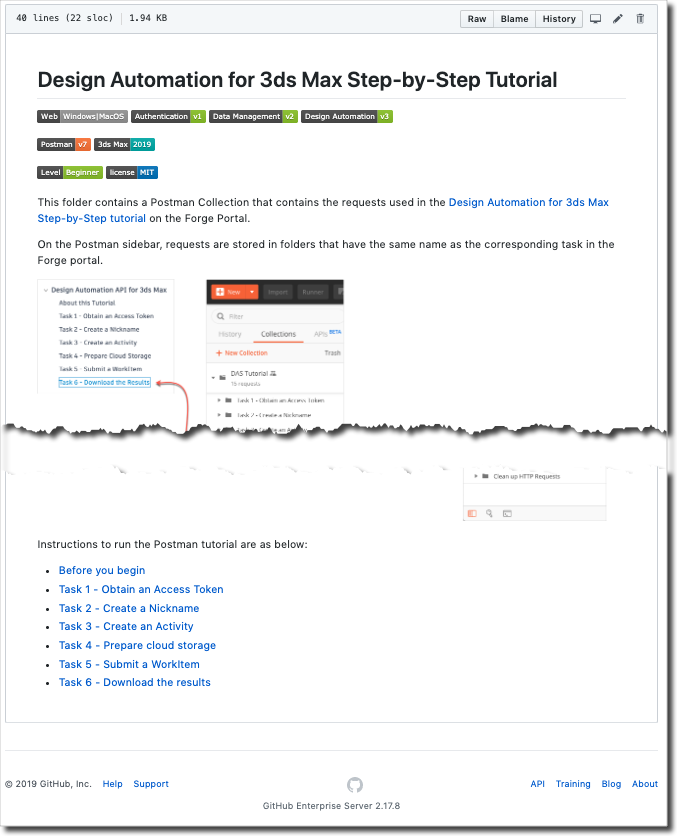 40 lines (22 sloc) 1.94 KB
Raw Blame History
Design Automation for 3ds Max Step-by-Step Tutorial
Web Windows|MacOS Authentication v1 Data Management v2 Design Automation v3
Postman v7 3ds Max 2019
Level Beginner license MIT
This folder contains a Postman Collection that contains the requests used in the Design Automation for 3ds Max
Step-by-Step tutorial on the Forge Portal.
On the Postman sidebar, requests are stored in folders that have the same name as the corresponding task in the
Forge portal.
Design Automation API for 3ds Max
About this Tutorial
Task 1 - Obtain an Access Token
Task 2 - Create a Nickname
Task 3 - Create an Activity
Task 4 - Prepare Cloud Storage
Task 5 - Submit a WorkItem
Task 6 - Download the Results
New Import Runner
Filter
History Collections APIs BETA
+ New Collection Trash
DAS Tutorial
16 requests
Task 1 - Obtain an Access Token
Task 2 - Create a Nickname
Clean up HTTP Requests
Instructions to run the Postman tutorial are as below:
Before you begin
Task 1 - Obtain an Access Token
Task 2 - Create a Nickname
Task 3 - Create an Activity
Task 4 - Prepare cloud storage
Task 5 - Submit a WorkItem
Task 6 - Download the results
© 2019 GitHub, Inc. Help Support API Training Blog About
GitHub Enterprise Server 2.17.8